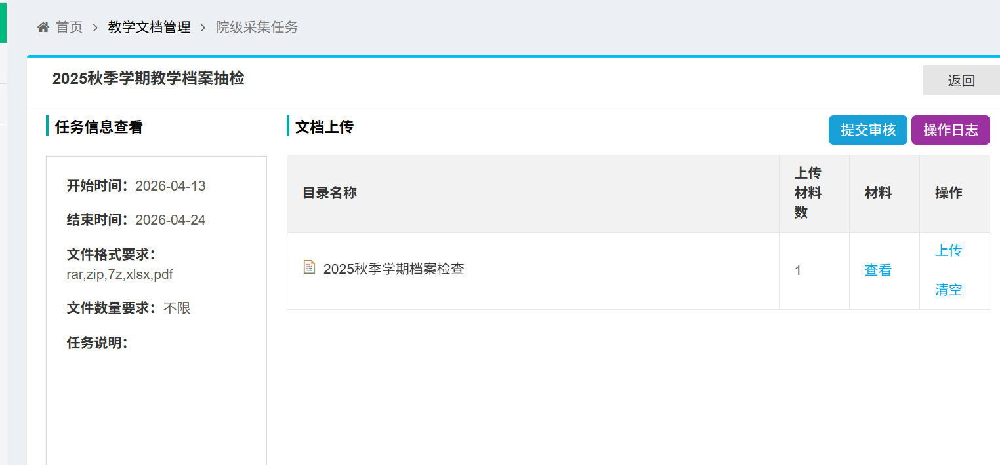 首页 > 教学文档管理 > 院级采集任务
2025秋季学期教学档案抽检
返回
任务信息查看
开始时间：2026-04-13
结束时间：2026-04-24
文件格式要求：
rar,zip,7z,xlsx,pdf
文件数量要求：不限
任务说明：
文档上传
提交审核
操作日志
目录名称
上传
材料
数
材料
操作
2025秋季学期档案检查
1
查看
上传
清空